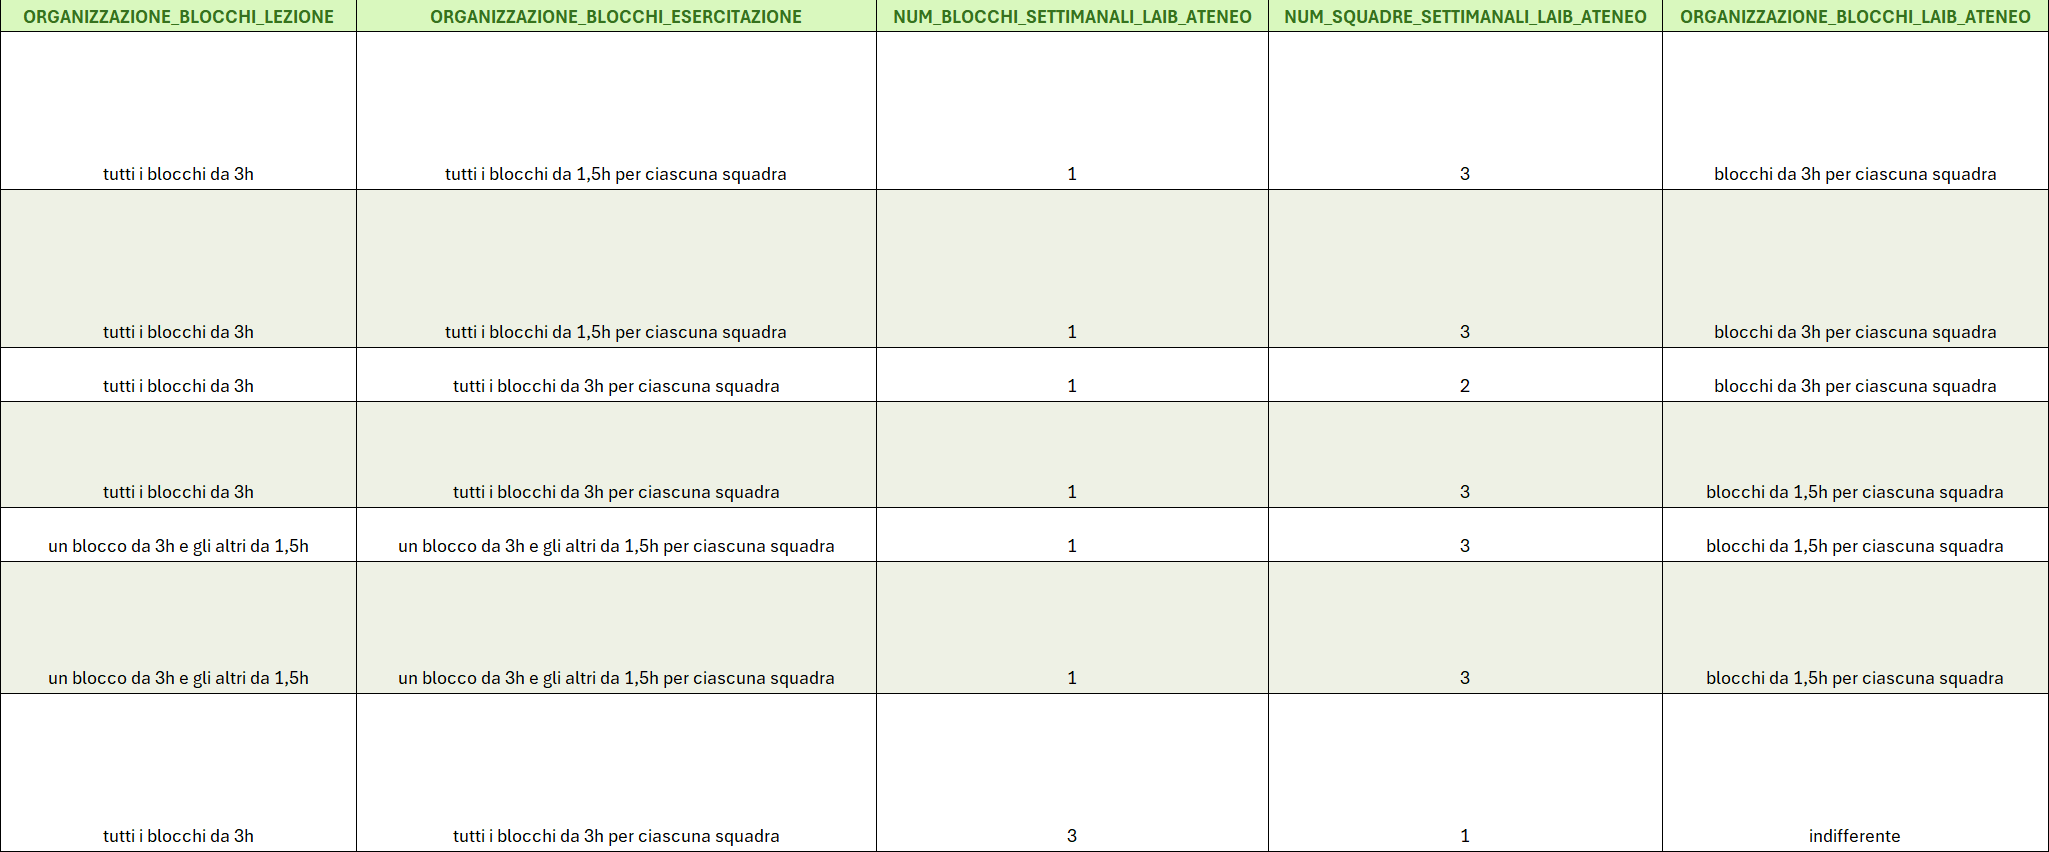 ORGANIZZAZIONE_BLOCCHI_LEZIONE ORGANIZZAZIONE_BLOCCHI_ESERCITAZIONE NUM_BLOCCHI_SETTIMANALI_LAIB_ATENEO NUM_SQUADRE_SETTIMANALI_LAIB_ATENEO ORGANIZZAZIONE_BLOCCHI_LAIB_ATENEO
tutti i blocchi da 3h tutti i blocchi da 1,5h per ciascuna squadra 1 3 blocchi da 3h per ciascuna squadra
tutti i blocchi da 3h tutti i blocchi da 1,5h per ciascuna squadra 1 3 blocchi da 3h per ciascuna squadra
tutti i blocchi da 3h tutti i blocchi da 3h per ciascuna squadra 1 2 blocchi da 3h per ciascuna squadra
tutti i blocchi da 3h tutti i blocchi da 3h per ciascuna squadra 1 3 blocchi da 1,5h per ciascuna squadra
un blocco da 3h e gli altri da 1,5h un blocco da 3h e gli altri da 1,5h per ciascuna squadra 1 3 blocchi da 1,5h per ciascuna squadra
un blocco da 3h e gli altri da 1,5h un blocco da 3h e gli altri da 1,5h per ciascuna squadra 1 3 blocchi da 1,5h per ciascuna squadra
tutti i blocchi da 3h tutti i blocchi da 3h per ciascuna squadra 3 1 indifferente